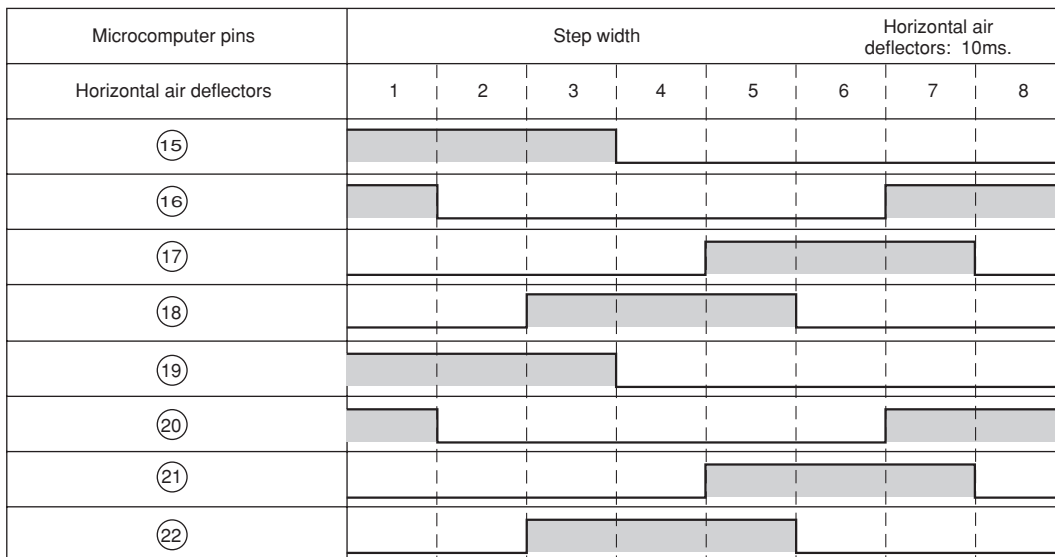 Microcomputer pins
Step width
Horizontal air
deflectors: 10ms.
Horizontal air deflectors
1 2 3 4 5 6 7 8
15
16
17
18
19
20
21
22